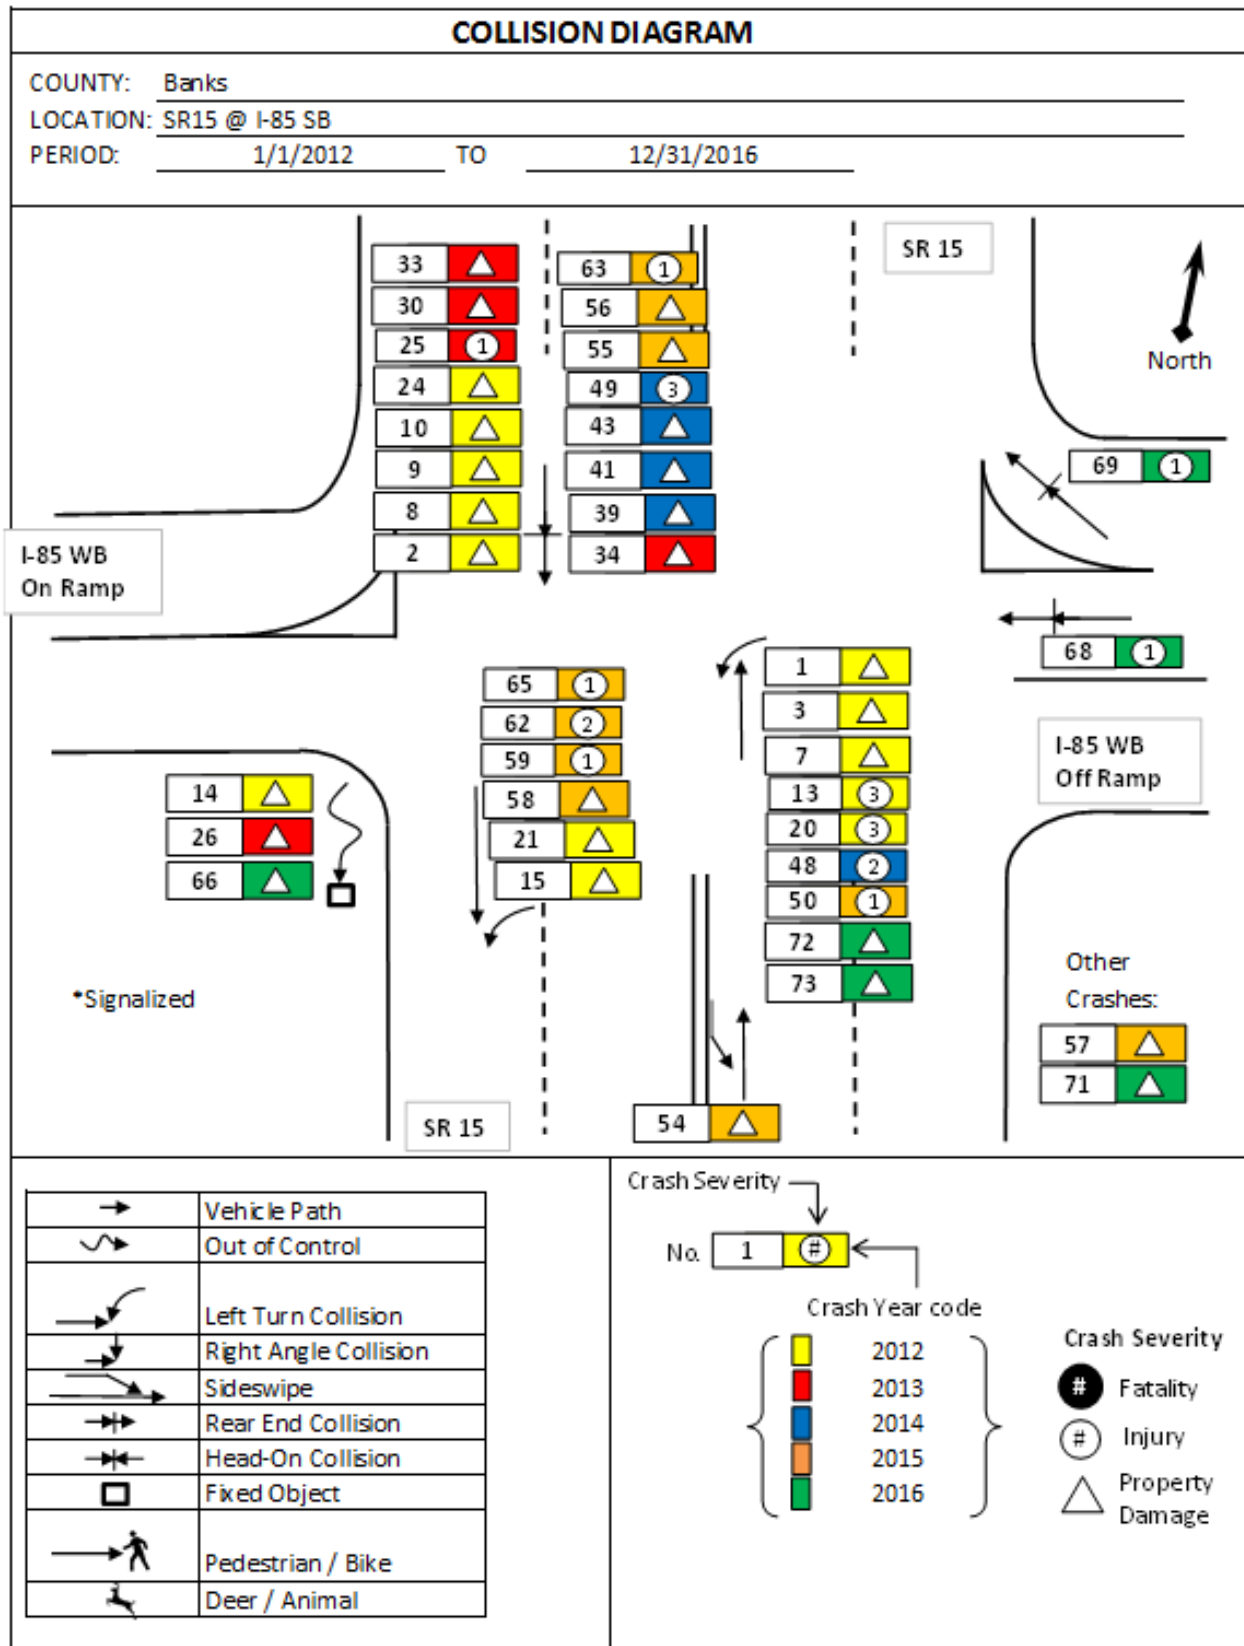 COLLISION DIAGRAM
COUNTY: Banks
LOCATION: SR15 @ I-85 SB
PERIOD: 1/1/2012 TO 12/31/2016
SR 15
North
33
30
25 1
24
10
9
8
2
63 1
56
55
49 3
43
41
39
34
69 1
I-85 WB
On Ramp
68 1
65 1
62 2
59 1
58
21
15
1
3
7
13 3
20 3
48 2
50 1
72
73
I-85 WB
Off Ramp
14
26
66
*Signalized
Other
Crashes:
57
71
54
SR 15
Vehicle Path
Out of Control
Left Turn Collision
Right Angle Collision
Sideswipe
Rear End Collision
Head-On Collision
Fixed Object
Pedestrian / Bike
Deer / Animal
Crash Severity
No. 1 #
Crash Year code
2012
2013
2014
2015
2016
Crash Severity
# Fatality
# Injury
Property
Damage